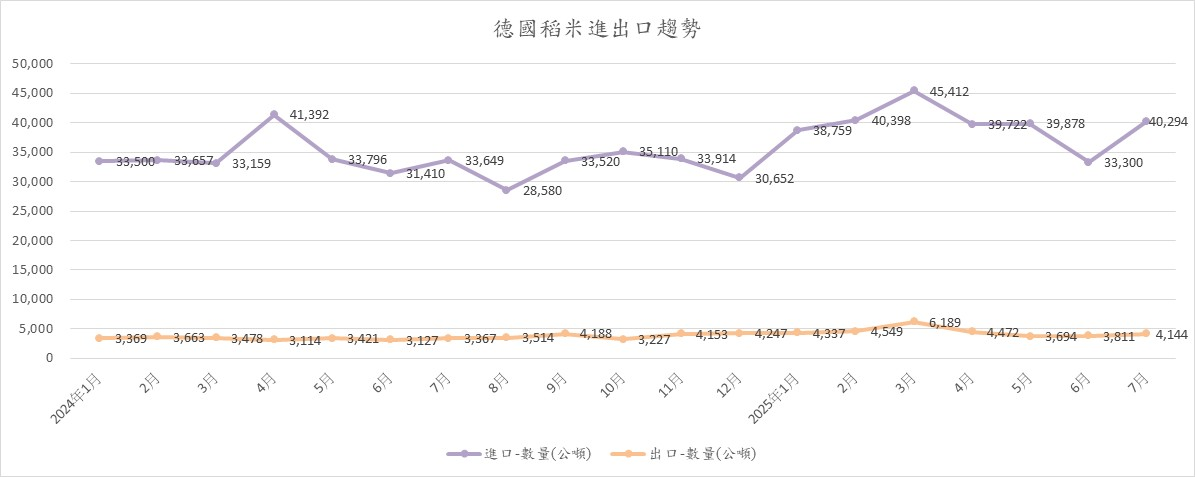 德國稻米進出口趨勢
50,000
45,000
40,000
35,000
30,000
25,000
20,000
15,000
10,000
5,000
0
33,500 33,657 33,159 41,392 33,796 31,410 33,649 28,580 33,520 35,110 33,914 30,652 38,759 40,398 45,412 39,722 39,878 33,300 40,294
3,369 3,663 3,478 3,114 3,421 3,127 3,367 3,514 4,188 3,227 4,153 4,247 4,337 4,549 6,189 4,472 3,694 3,811 4,144
2024年1月 2月 3月 4月 5月 6月 7月 8月 9月 10月 11月 12月 2025年1月 2月 3月 4月 5月 6月 7月
進口-數量(公噸) 出口-數量(公噸)